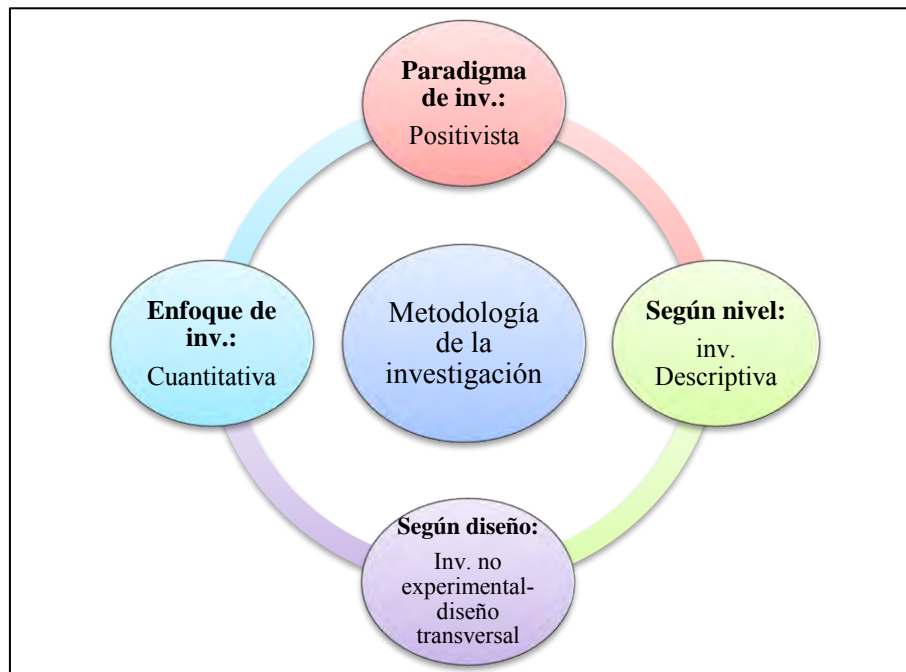 Paradigma
de inv.:
Positivista
Enfoque de
inv.:
Cuantitativa
Metodología
de la
investigación
Según nivel:
inv.
Descriptiva
Según diseño:
Inv. no
experimental-
diseño
transversal